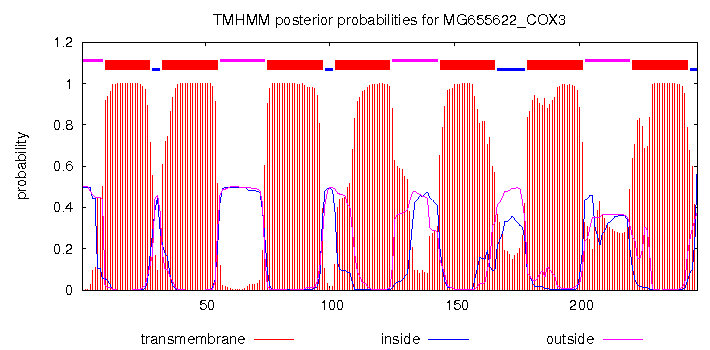 TMHMM posterior probabilities for MG655622_COX3
1.2
1
0.8
0.6
0.4
0.2
0
probability
50 100 150 200
transmembrane inside outside